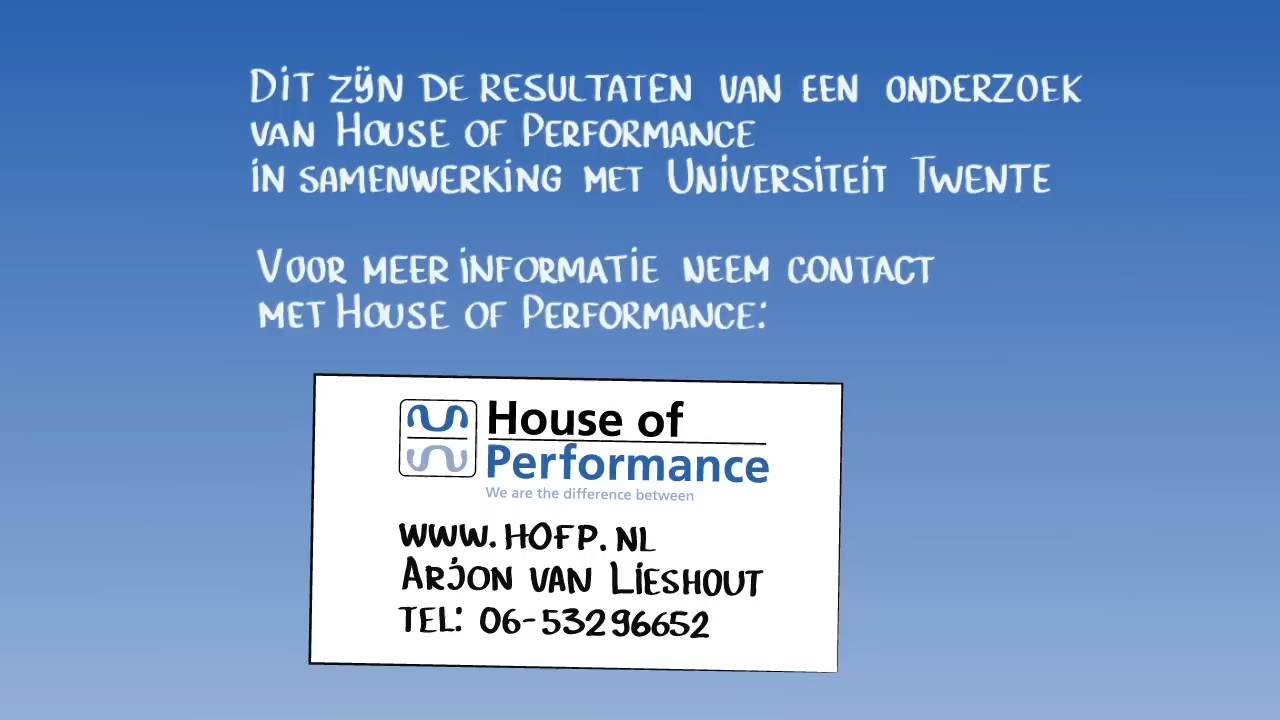 Dit zijn de resultaten van een onderzoek
van House of Performance
in samenwerking met Universiteit Twente
Voor meer informatie neem contact
met House of Performance:
House of
Performance
We are the difference between
www.hofp.nl
Arjon van Lieshout
tel: 06-53296652